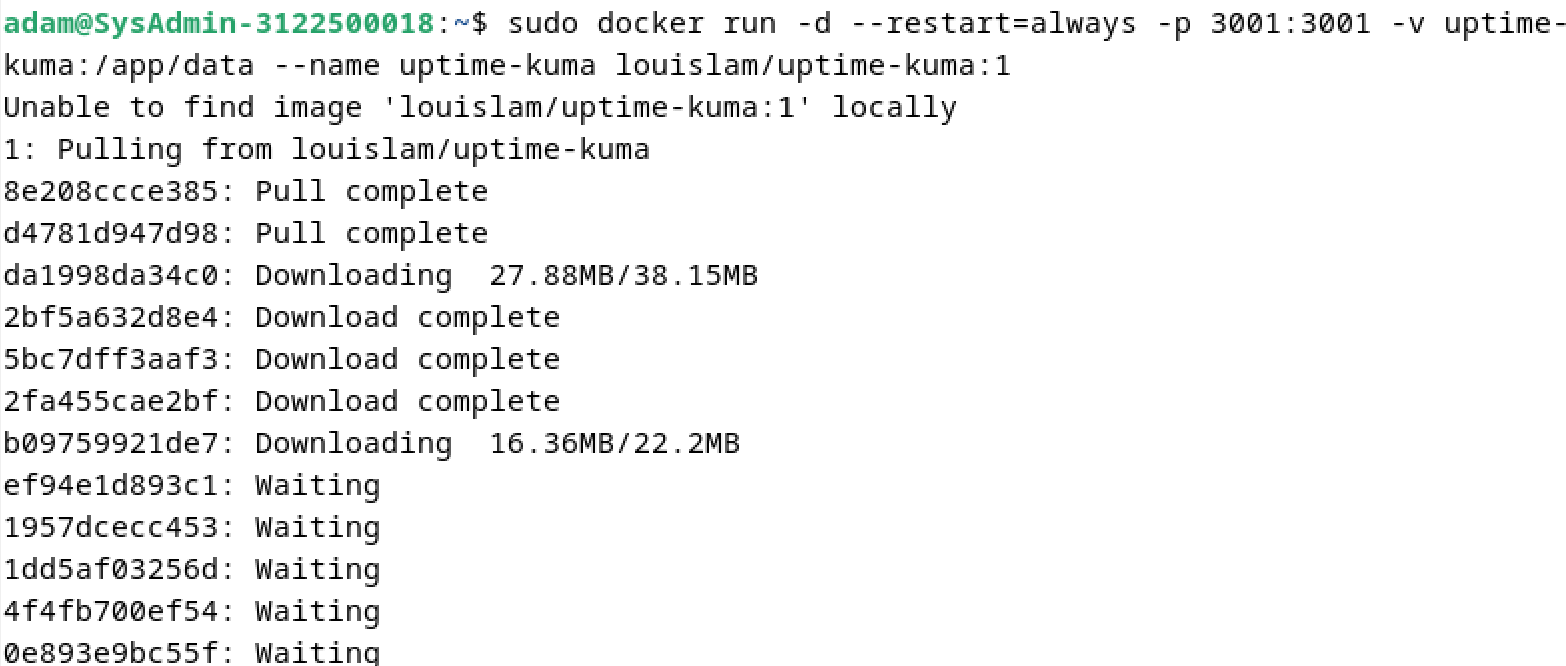 adam@SysAdmin-3122500018:~$ sudo docker run -d --restart=always -p 3001:3001 -v uptime-
kuma:/app/data --name uptime-kuma louislam/uptime-kuma:1
Unable to find image 'louislam/uptime-kuma:1' locally
1: Pulling from louislam/uptime-kuma
8e208ccce385: Pull complete
d4781d947d98: Pull complete
da1998da34c0: Downloading  27.88MB/38.15MB
2bf5a632d8e4: Download complete
5bc7dff3aaf3: Download complete
2fa455cae2bf: Download complete
b09759921de7: Downloading  16.36MB/22.2MB
ef94e1d893c1: Waiting
1957dcecc453: Waiting
1dd5af03256d: Waiting
4f4fb700ef54: Waiting
0e893e9bc55f: Waiting